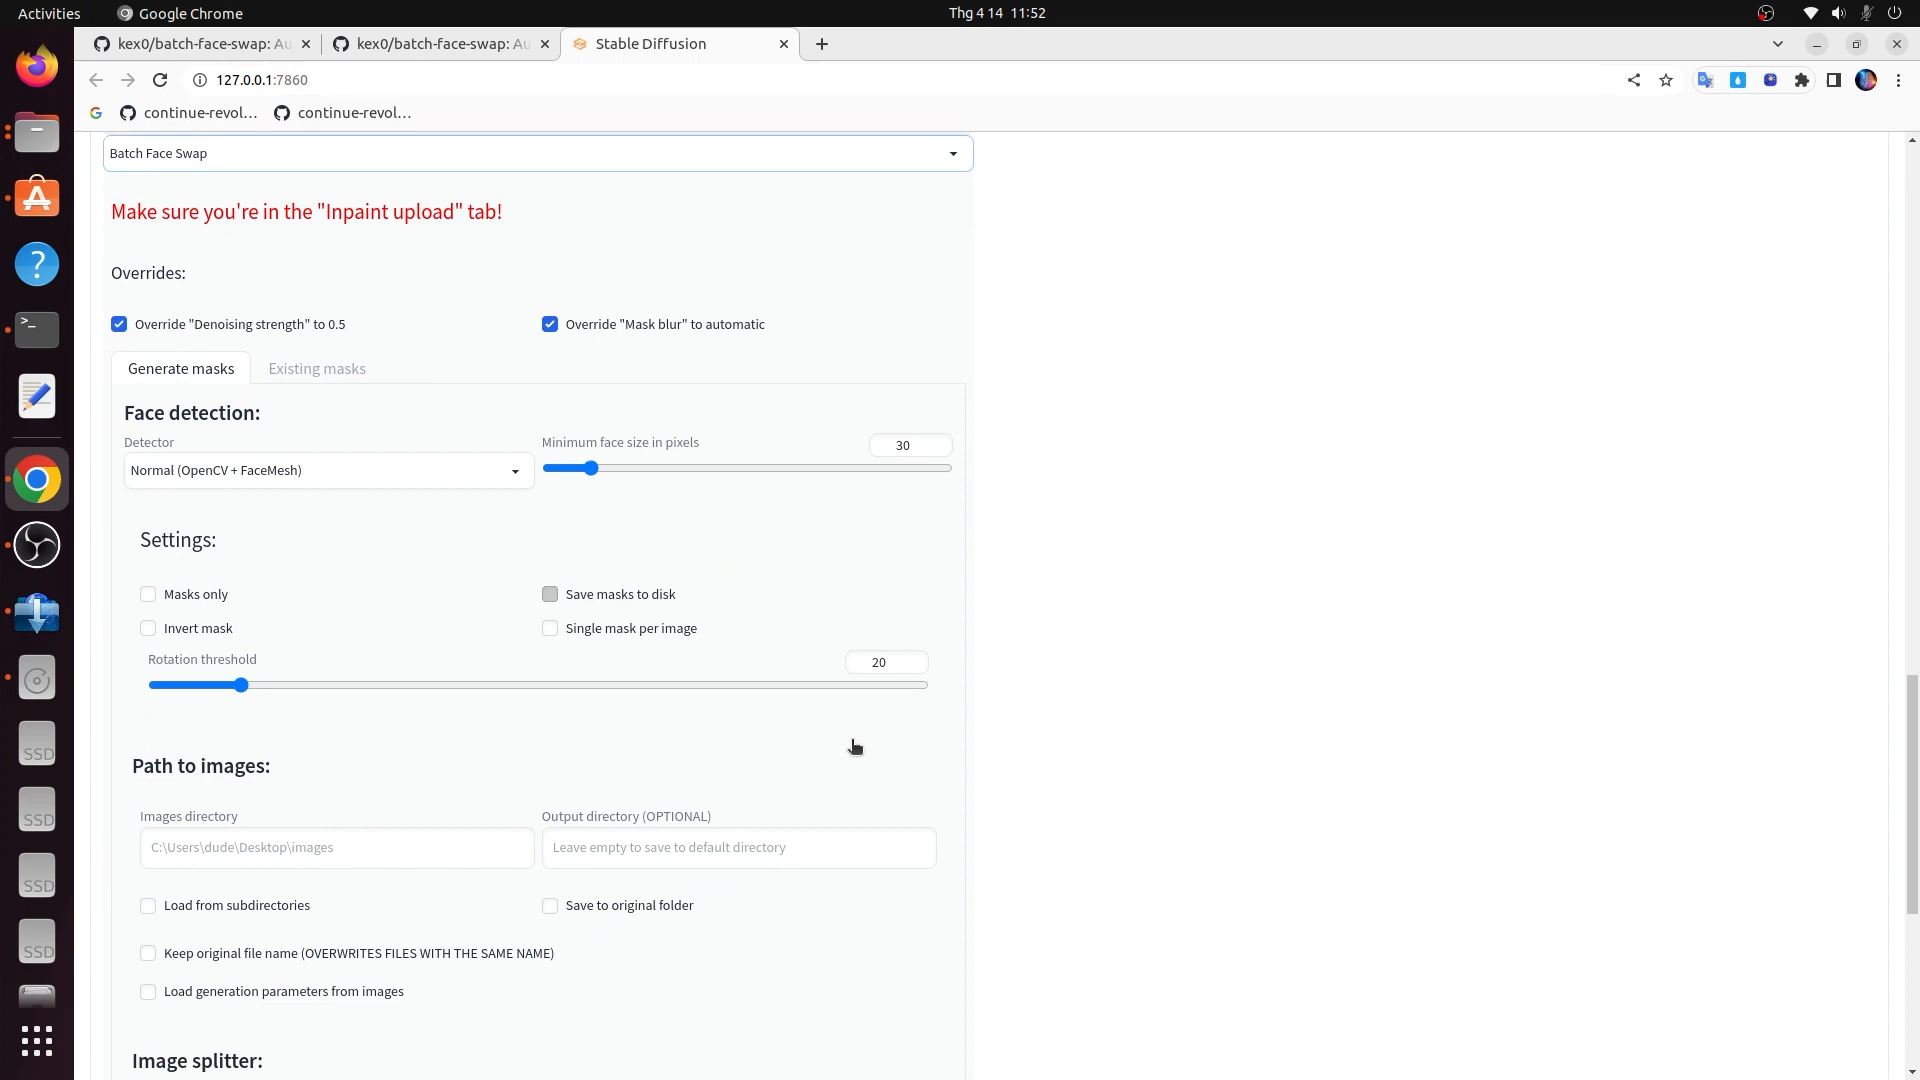 Activities
Google Chrome
Thg 4 14 11:52
kex0/batch-face-swap: Au
kex0/batch-face-swap: Au
Stable Diffusion
127.0.0.1:7860
continue-revol...
continue-revol...
Batch Face Swap
Make sure you're in the "Inpaint upload" tab!
Overrides:
Override "Denoising strength" to 0.5
Override "Mask blur" to automatic
Generate masks
Existing masks
Face detection:
Detector
Minimum face size in pixels
30
Normal (OpenCV + FaceMesh)
Settings:
Masks only
Save masks to disk
Invert mask
Single mask per image
Rotation threshold
20
Path to images:
Images directory
Output directory (OPTIONAL)
C:\Users\dude\Desktop\images
Leave empty to save to default directory
Load from subdirectories
Save to original folder
Keep original file name (OVERWRITES FILES WITH THE SAME NAME)
Load generation parameters from images
Image splitter:
SSD
SSD
SSD
SSD